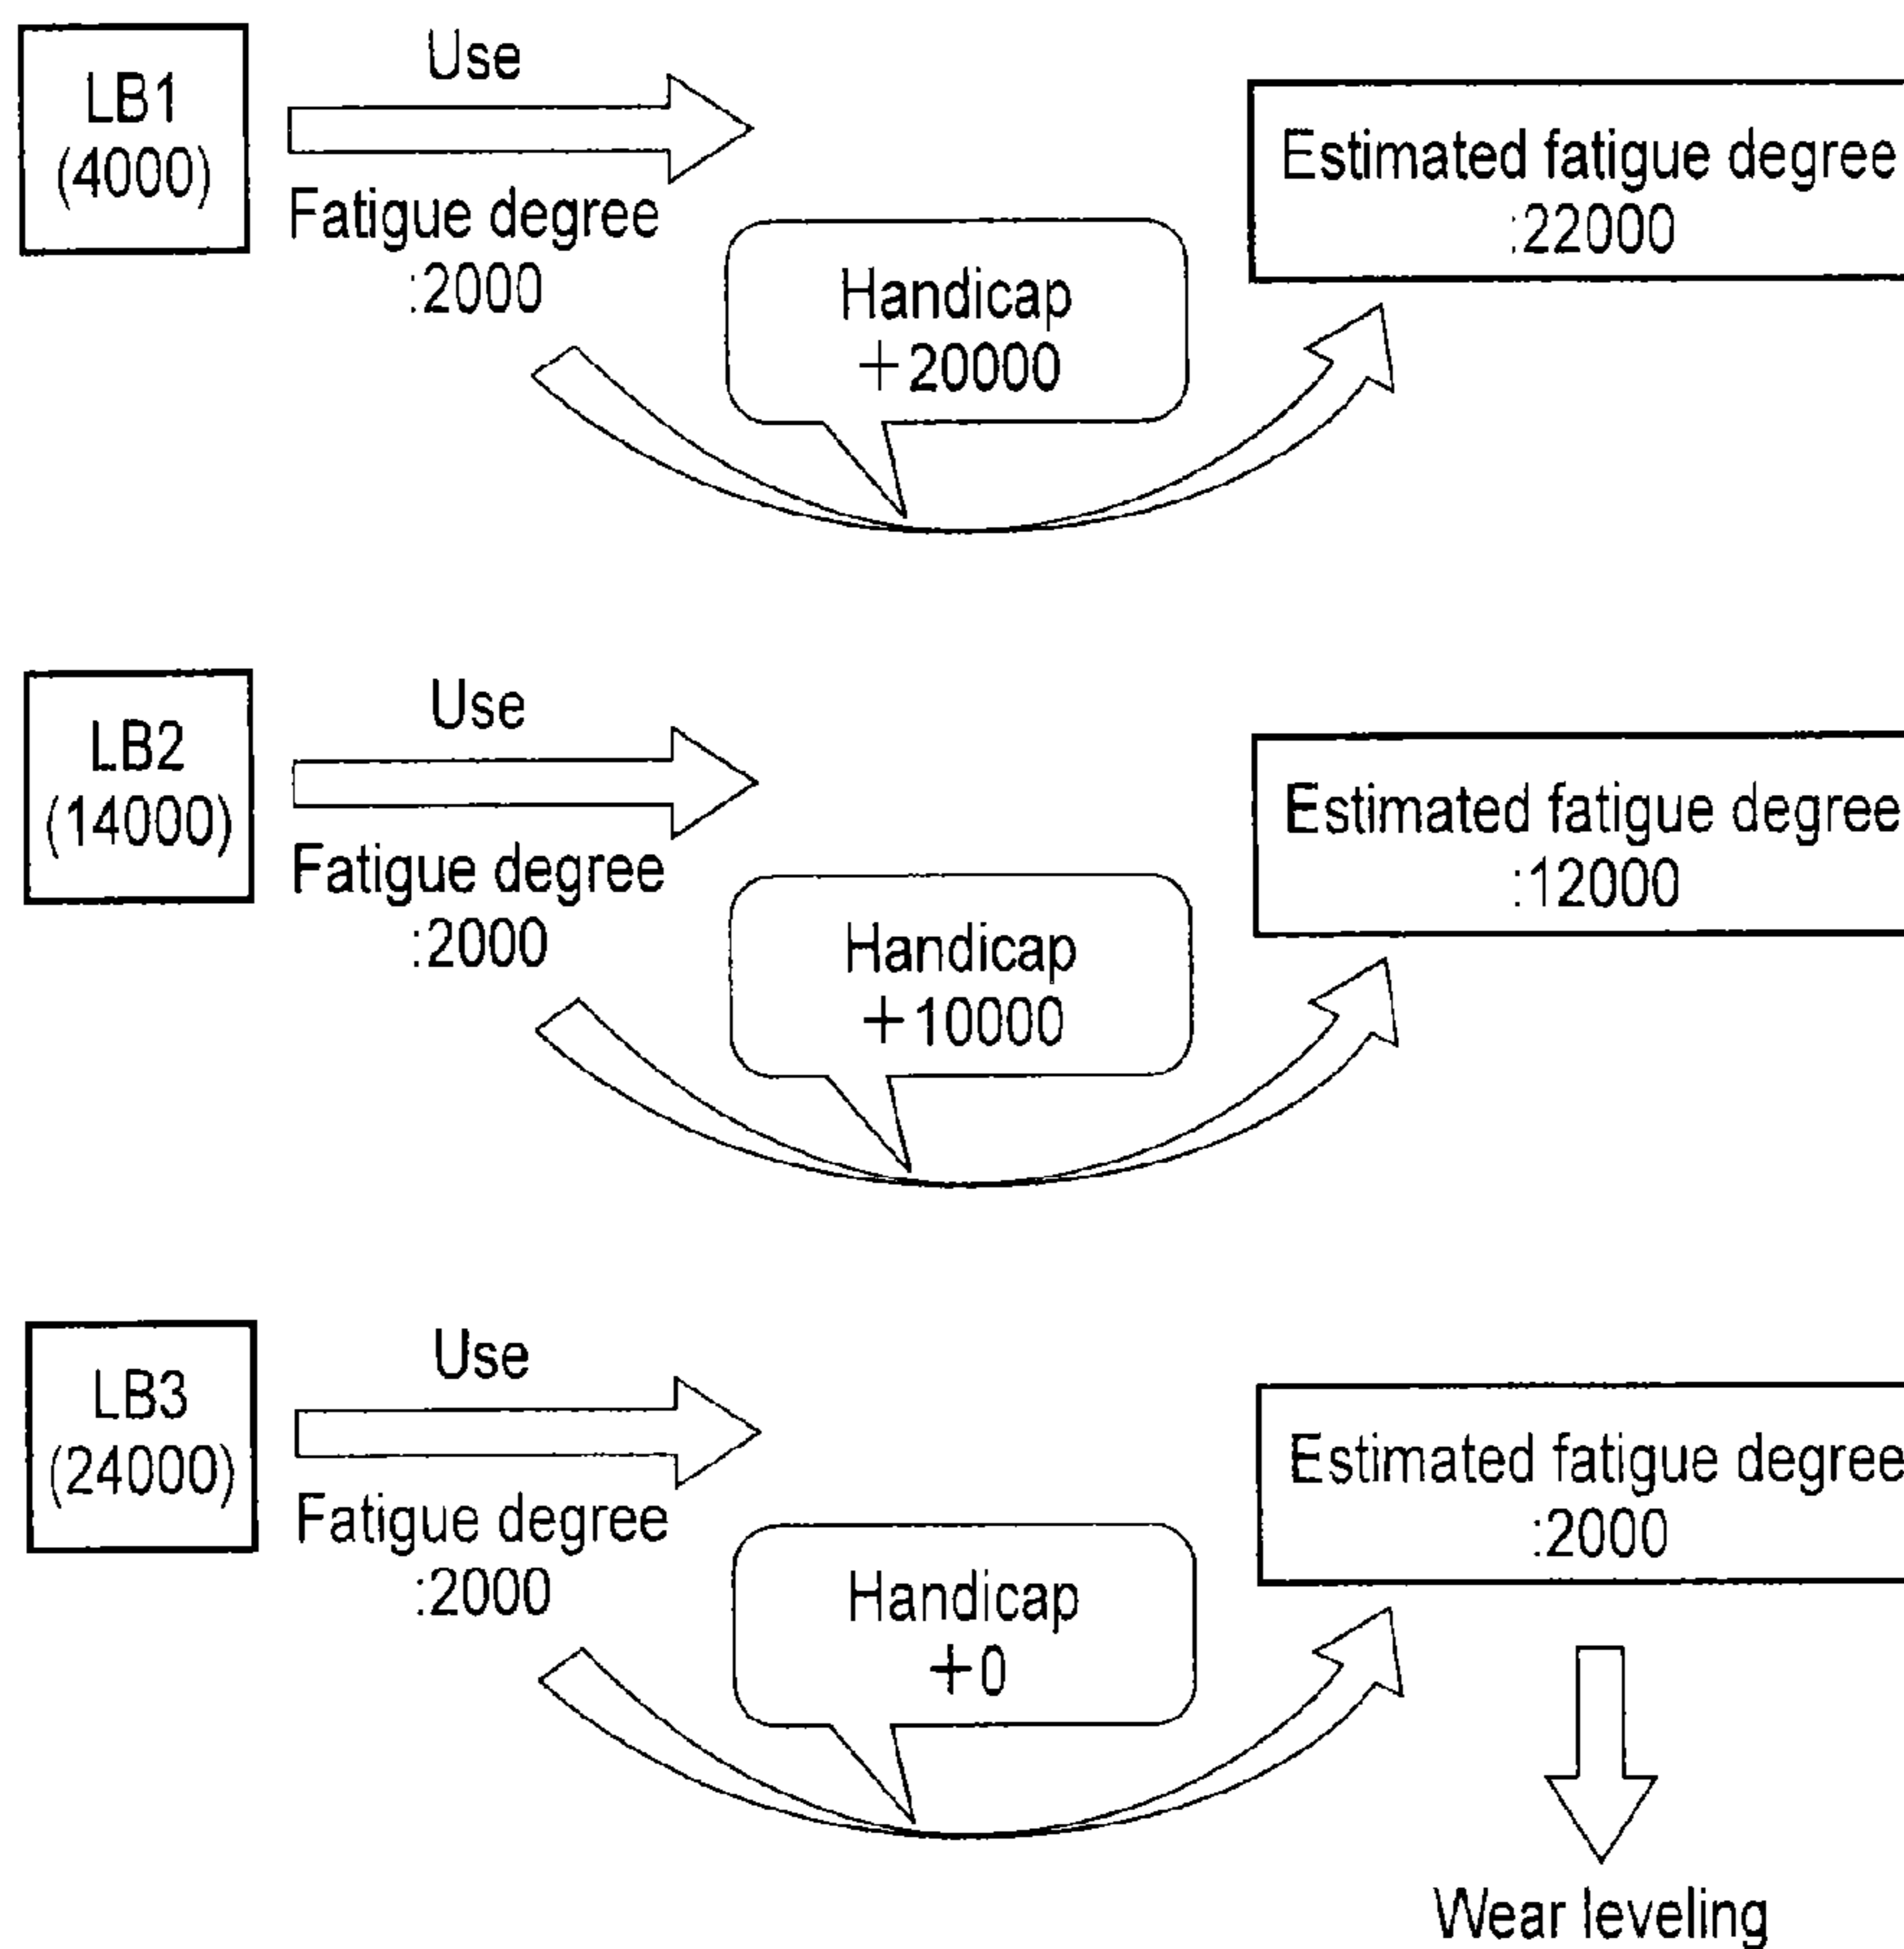 LB1
(4000)
Use
Fatigue degree
:2000
Handicap
+20000
Estimated fatigue degree
:22000
LB2
(14000)
Use
Fatigue degree
:2000
Handicap
+10000
Estimated fatigue degree
:12000
LB3
(24000)
Use
Fatigue degree
:2000
Handicap
+0
Estimated fatigue degree
:2000
Wear leveling